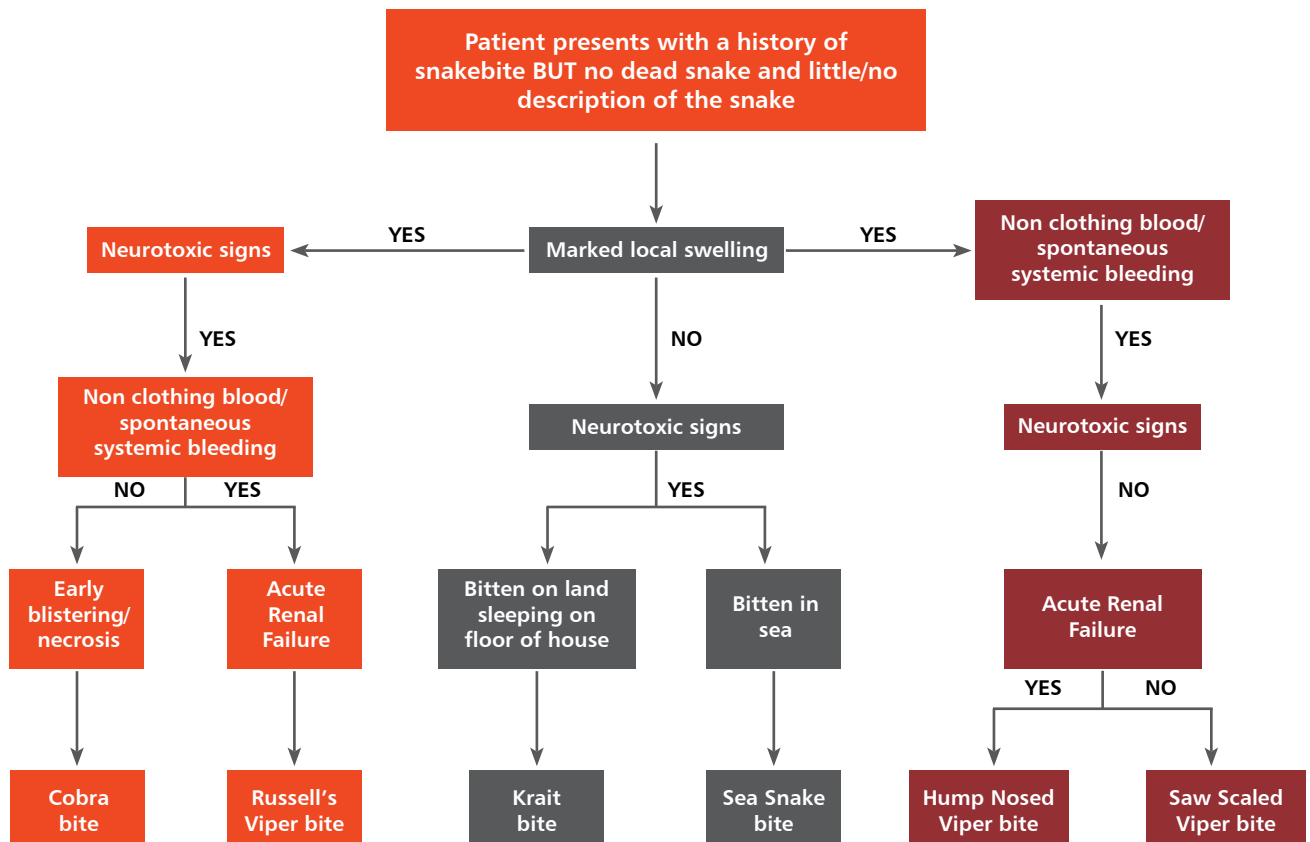 Patient presents with a history of
snakebite BUT no dead snake and little/no
description of the snake
Neurotoxic signs
YES
Marked local swelling
YES
Non clothing blood/
spontaneous
systemic bleeding
YES
NO
YES
Non clothing blood/
spontaneous
systemic bleeding
Neurotoxic signs
Neurotoxic signs
NO
YES
YES
NO
Early
blistering/
necrosis
Acute
Renal
Failure
Bitten on land
sleeping on
floor of house
Bitten in
sea
Acute Renal
Failure
YES
NO
Cobra
bite
Russell's
Viper bite
Krait
bite
Sea Snake
bite
Hump Nosed
Viper bite
Saw Scaled
Viper bite